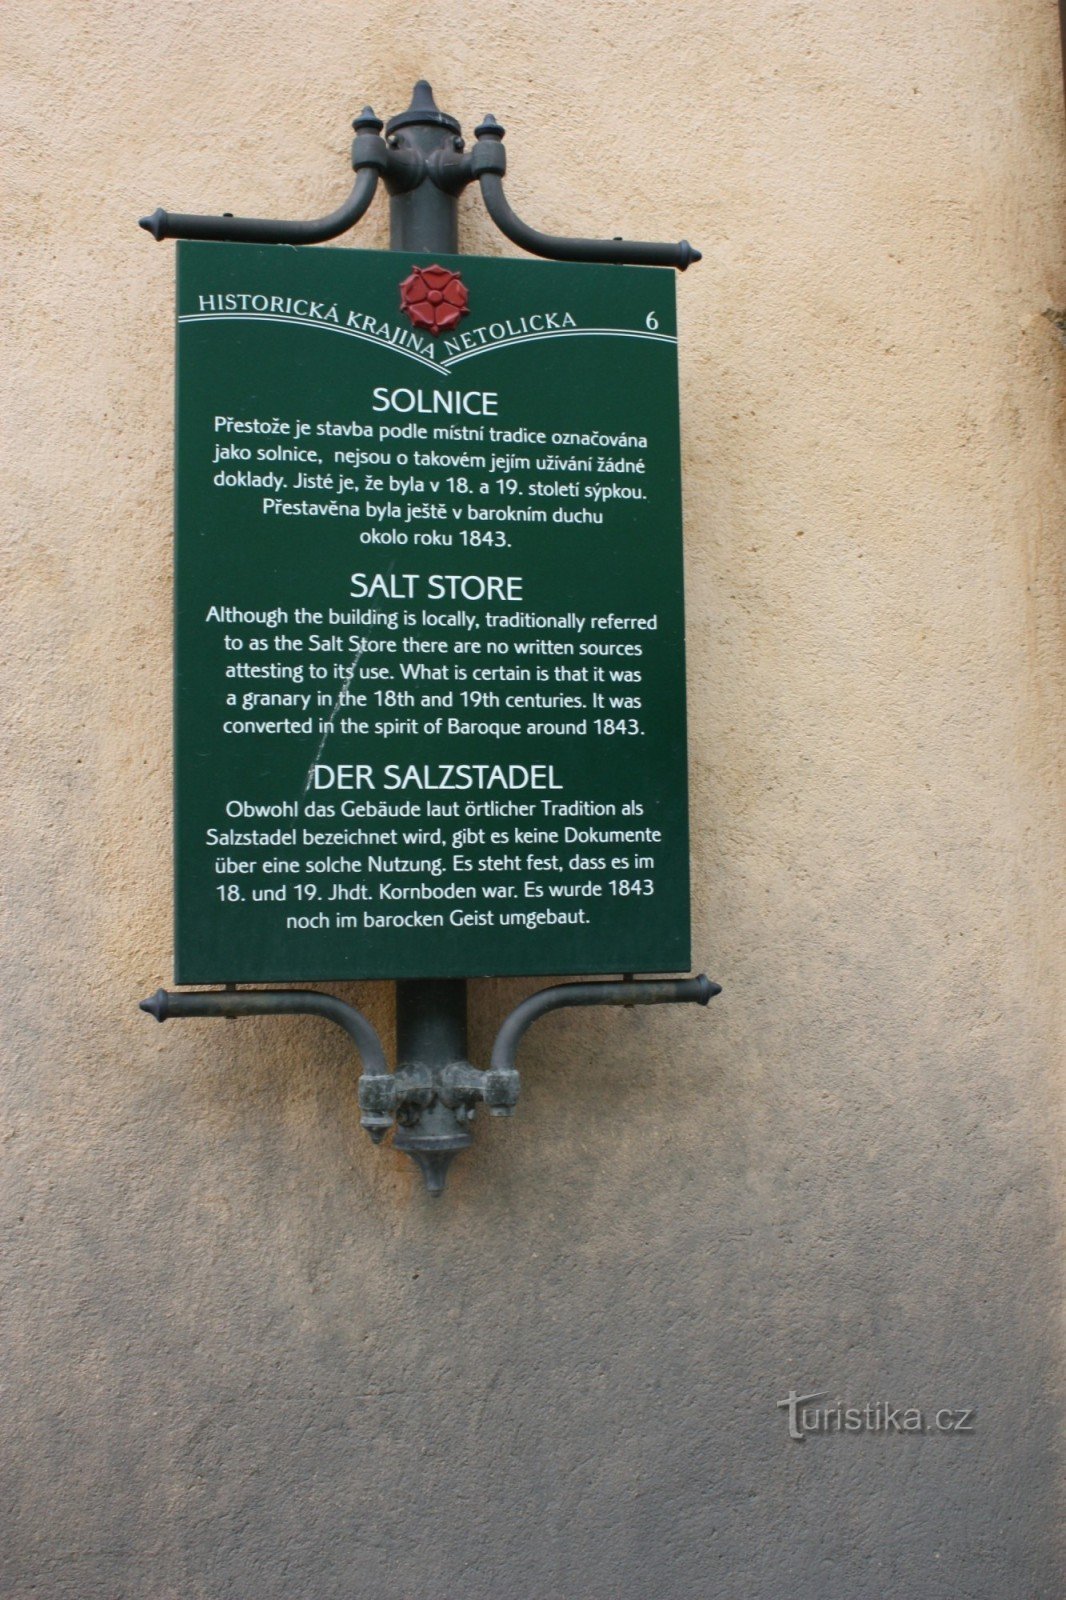 HISTORICKÁ KRAJINA NETOLICKA 6
SOLNICE
Přestože je stavba podle místní tradice označována
jako solnice, nejsou o takovém jejím užívání žádné
doklady. Jisté je, že byla v 18. a 19. století sýpkou.
Přestavěna byla ještě v barokním duchu
okolo roku 1843.
SALT STORE
Although the building is locally, traditionally referred
to as the Salt Store there are no written sources
attesting to its use. What is certain is that it was
a granary in the 18th and 19th centuries. It was
converted in the spirit of Baroque around 1843.
DER SALZSTADEL
Obwohl das Gebäude laut örtlicher Tradition als
Salzstadel bezeichnet wird, gibt es keine Dokumente
über eine solche Nutzung. Es steht fest, dass es im
18. und 19. Jhdt. Kornboden war. Es wurde 1843
noch im barocken Geist umgebaut.
Turistika.cz